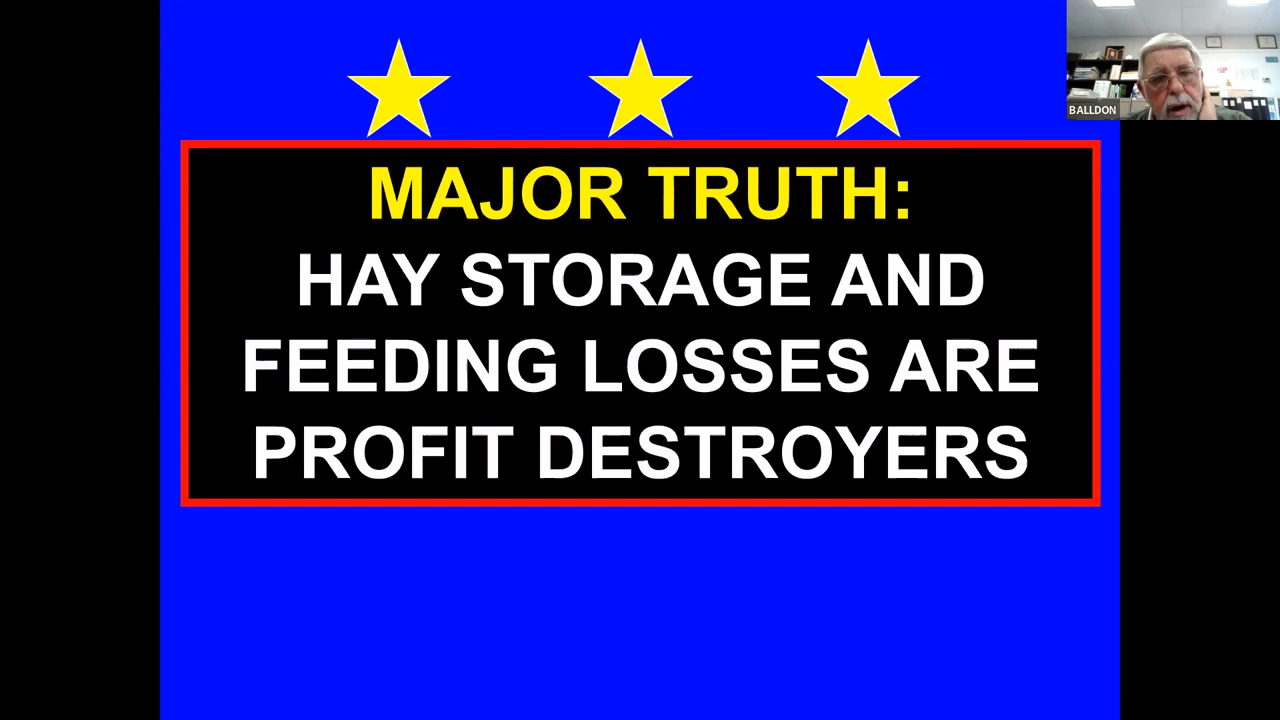 MAJOR TRUTH:
HAY STORAGE AND
FEEDING LOSSES ARE
PROFIT DESTROYERS
BALLDON